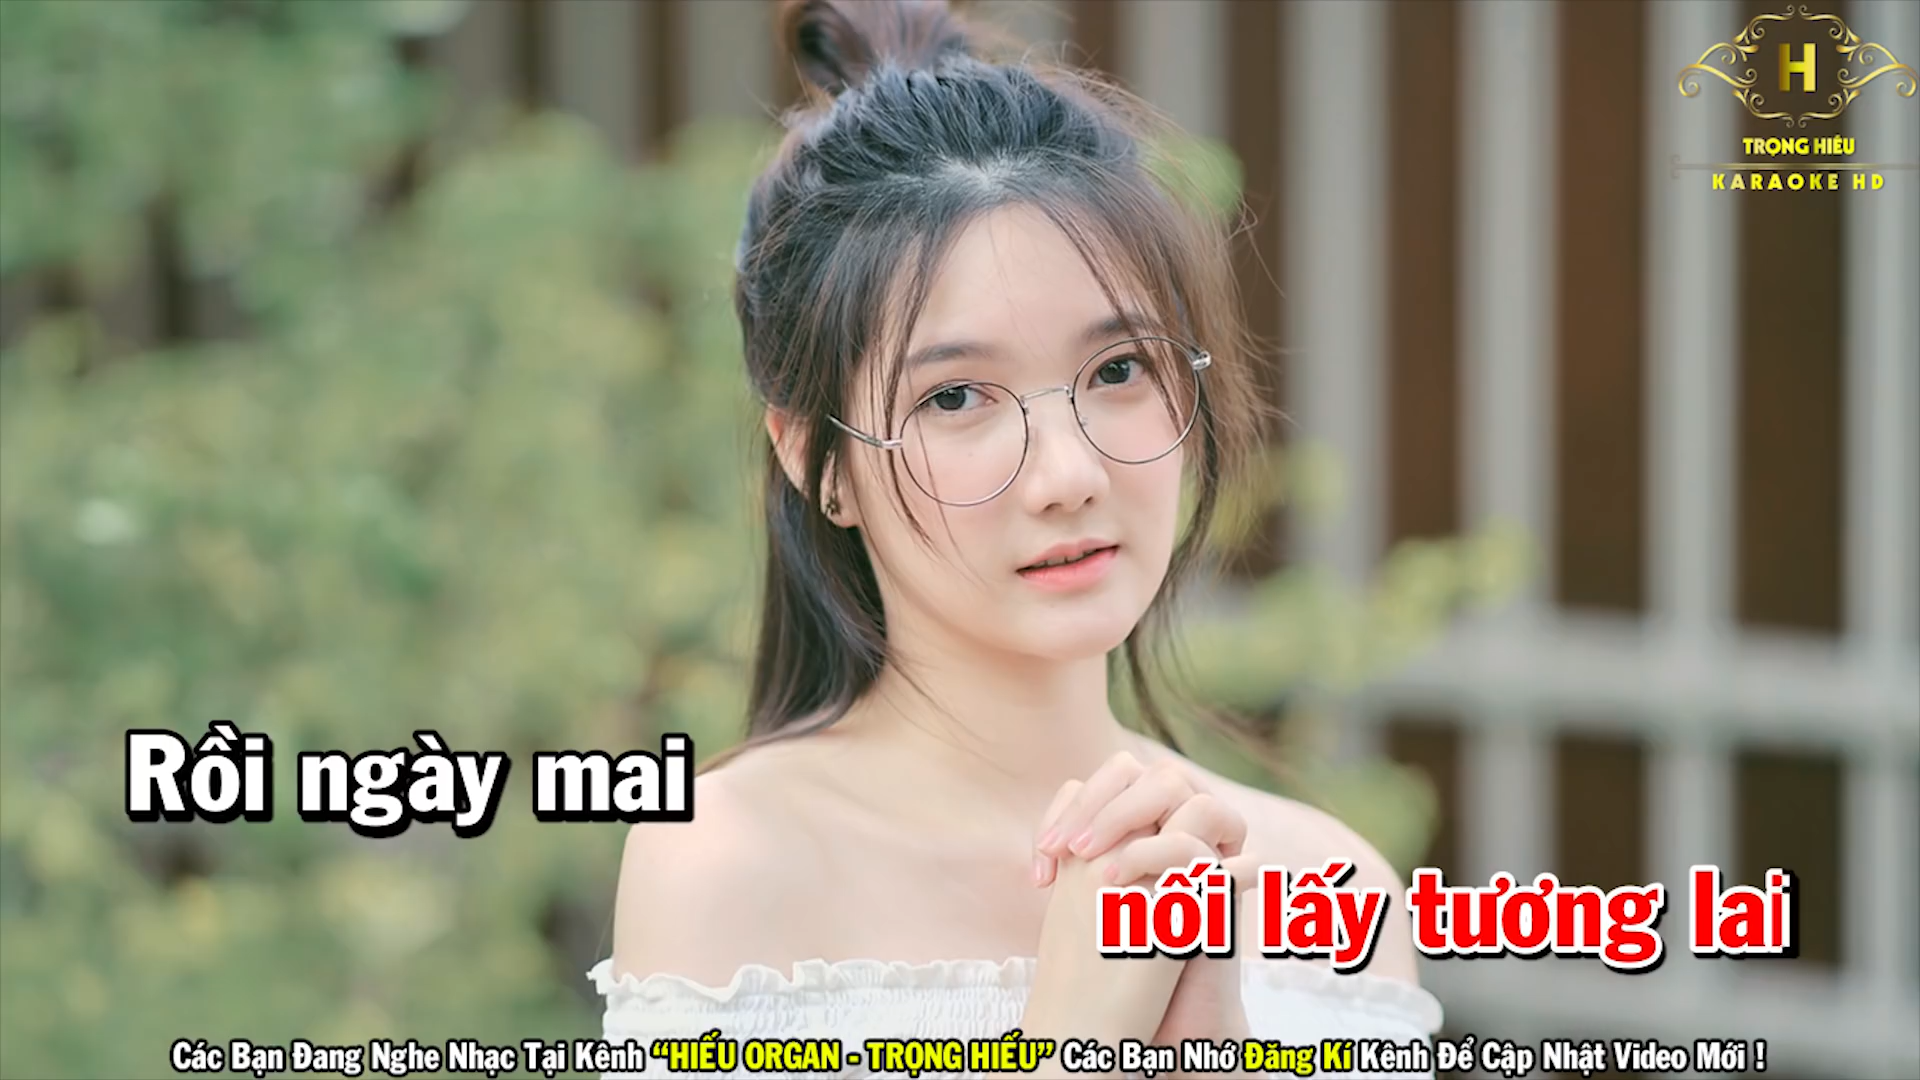 H
TRỌNG HIẾU
KARAOKE HD
Rồi ngày mai
nối lấy tương lai
Các Bạn Đang Nghe Nhạc Tại Kênh “HIẾU ORGAN - TRỌNG HIẾU” Các Bạn Nhớ Đăng Kí Kênh Để Cập Nhật Video Mới !